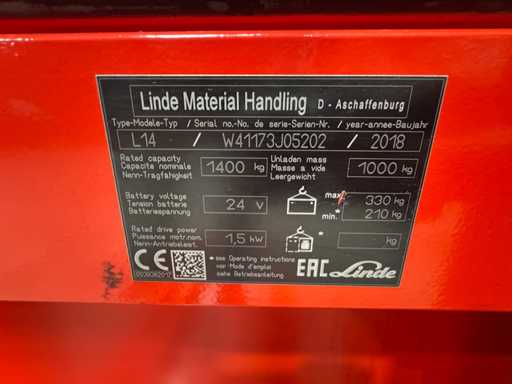 Linde Material Handling D - Aschaffenburg
Type-Modele-Typ / Serial no.-No. de serie-Serien-Nr. / year-annee-Baujahr
L14 / W41173J05202 / 2018
Rated capacity
Capacite nominale
Nenn-Tragfähigkeit
1400 kg
Unladen mass
Masse a vide
Leergewicht
1000 kg
Battery voltage
Tension batterie
Batteriespannung
24 V
max. 330 kg
min. * 210 kg
Rated drive power
Puissance motr.nom.
Nenn-Antriebsleist.
1,5 kW
kg
* see Operating instructions
voir Mode d'emploi
siehe Betriebsanleitung
CE
EAC Linde